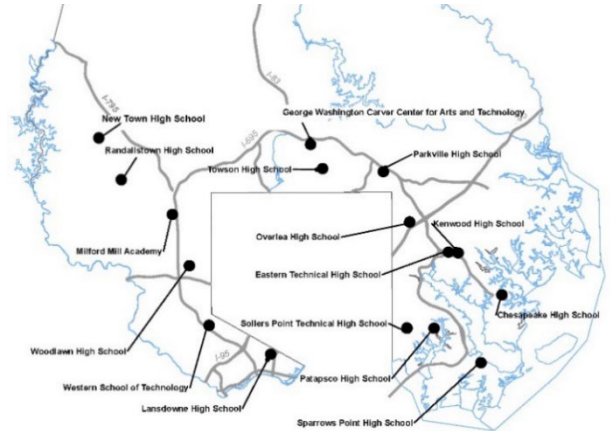 I-83
I-795
George Washington Carver Center for Arts and Technology
New Town High School
I-695
Randallstown High School
Parkville High School
Towson High School
Kenwood High School
Overlea High School
Milford Mill Academy
Eastern Technical High School
Chesapeake High School
Sollers Point Technical High School
Woodlawn High School
I-95
Patapsco High School
Western School of Technology
Lansdowne High School
Sparrows Point High School